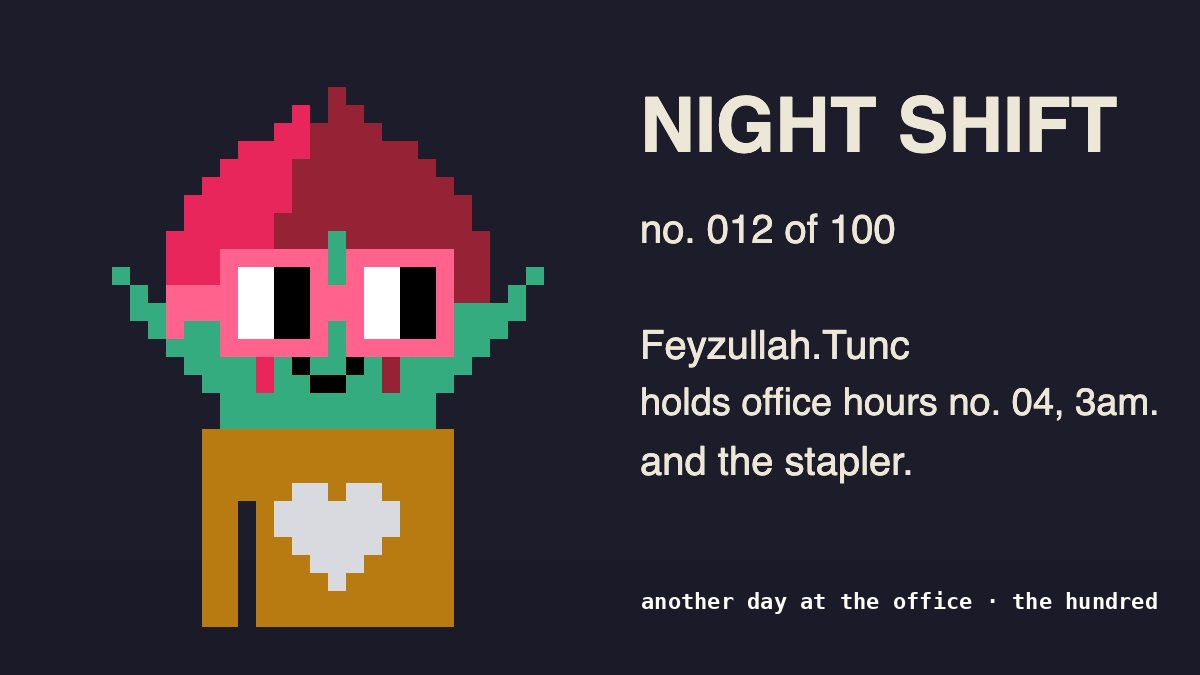 NIGHT SHIFT
no. 012 of 100
Feyzullah.Tunc
holds office hours no. 04, 3am.
and the stapler.
another day at the office · the hundred